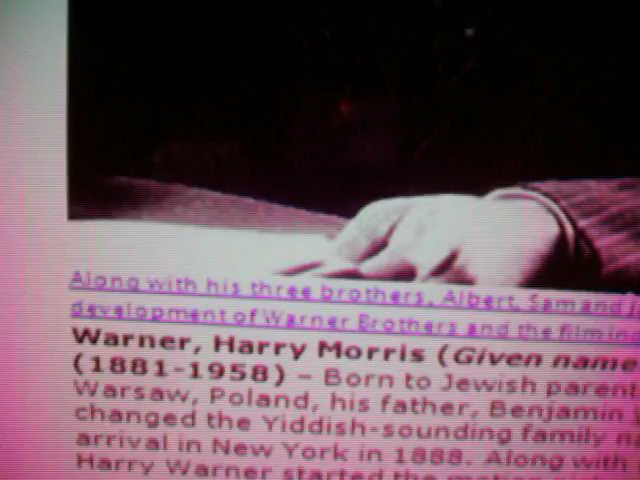 Along with his three brothers, Albert, Sam and J
development of Warner Brothers and the filming
Warner, Harry Morris (Given name
(1881-1958) – Born to Jewish parent
Warsaw, Poland, his father, Benjamin
changed the Yiddish-sounding family
arrival in New York in 1888. Along with
Harry Warner started the motion